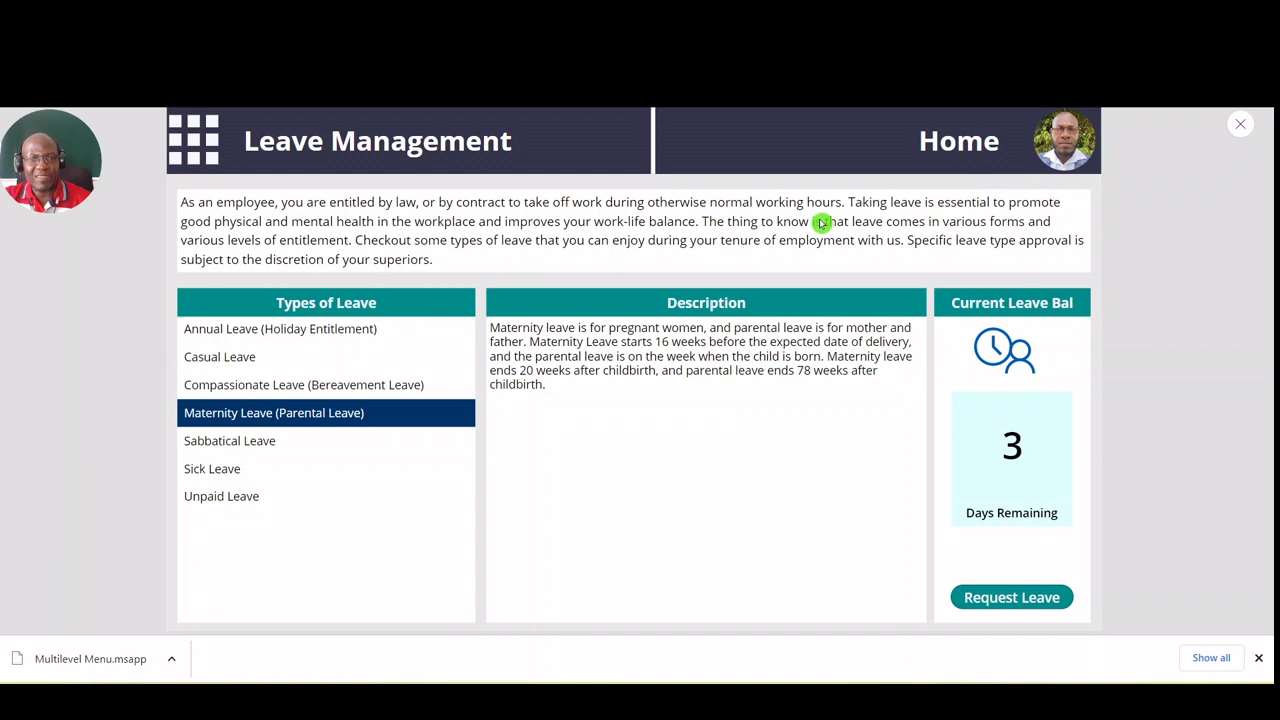 Leave Management
Home
As an employee, you are entitled by law, or by contract to take off work during otherwise normal working hours. Taking leave is essential to promote
good physical and mental health in the workplace and improves your work-life balance. The thing to know is that leave comes in various forms and
various levels of entitlement. Checkout some types of leave that you can enjoy during your tenure of employment with us. Specific leave type approval is
subject to the discretion of your superiors.
Types of Leave
Annual Leave (Holiday Entitlement)
Casual Leave
Compassionate Leave (Bereavement Leave)
Maternity Leave (Parental Leave)
Sabbatical Leave
Sick Leave
Unpaid Leave
Description
Maternity leave is for pregnant women, and parental leave is for mother and
father. Maternity Leave starts 16 weeks before the expected date of delivery,
and the parental leave is on the week when the child is born. Maternity leave
ends 20 weeks after childbirth, and parental leave ends 78 weeks after
childbirth.
Current Leave Bal
3
Days Remaining
Request Leave
Multilevel Menu.msapp
Show all